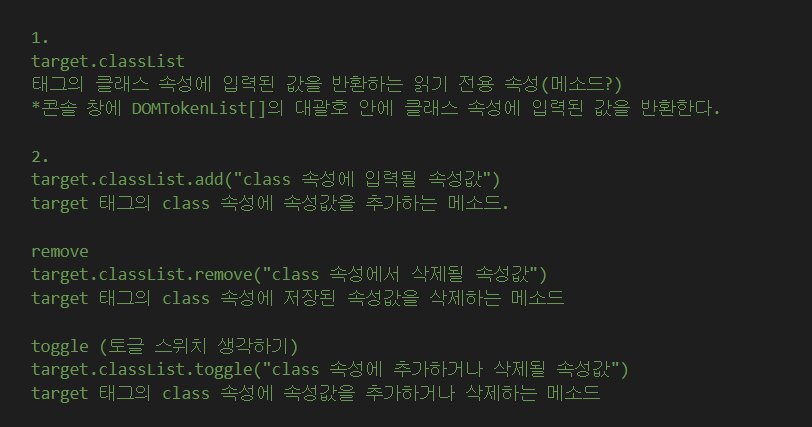 1.
target.classList
태그의 클래스 속성에 입력된 값을 반환하는 읽기 전용 속성(메소드?)
*콘솔 창에 DOMTokenList[]의 대괄호 안에 클래스 속성에 입력된 값을 반환한다.
2.
target.classList.add("class 속성에 입력될 속성값")
target 태그의 class 속성에 속성값을 추가하는 메소드.
remove
target.classList.remove("class 속성에서 삭제될 속성값")
target 태그의 class 속성에 저장된 속성값을 삭제하는 메소드
toggle (토글 스위치 생각하기)
target.classList.toggle("class 속성에 추가하거나 삭제될 속성값")
target 태그의 class 속성에 속성값을 추가하거나 삭제하는 메소드